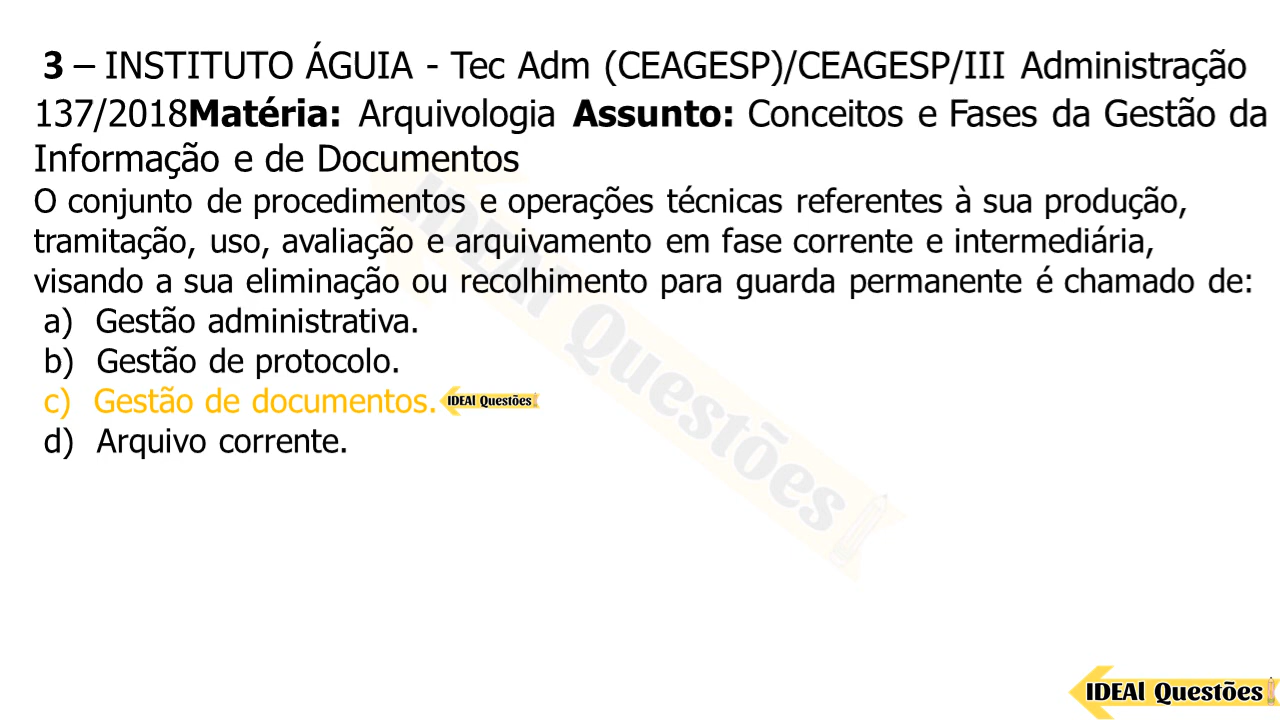 3 – INSTITUTO ÁGUIA - Tec Adm (CEAGESP)/CEAGESP/III Administração
137/2018Matéria: Arquivologia Assunto: Conceitos e Fases da Gestão da
Informação e de Documentos
O conjunto de procedimentos e operações técnicas referentes à sua produção,
tramitação, uso, avaliação e arquivamento em fase corrente e intermediária,
visando a sua eliminação ou recolhimento para guarda permanente é chamado de:
a) Gestão administrativa.
b) Gestão de protocolo.
c) Gestão de documentos. IDEAl Questões
d) Arquivo corrente.
IDEAl Questões
IDEAl Questões